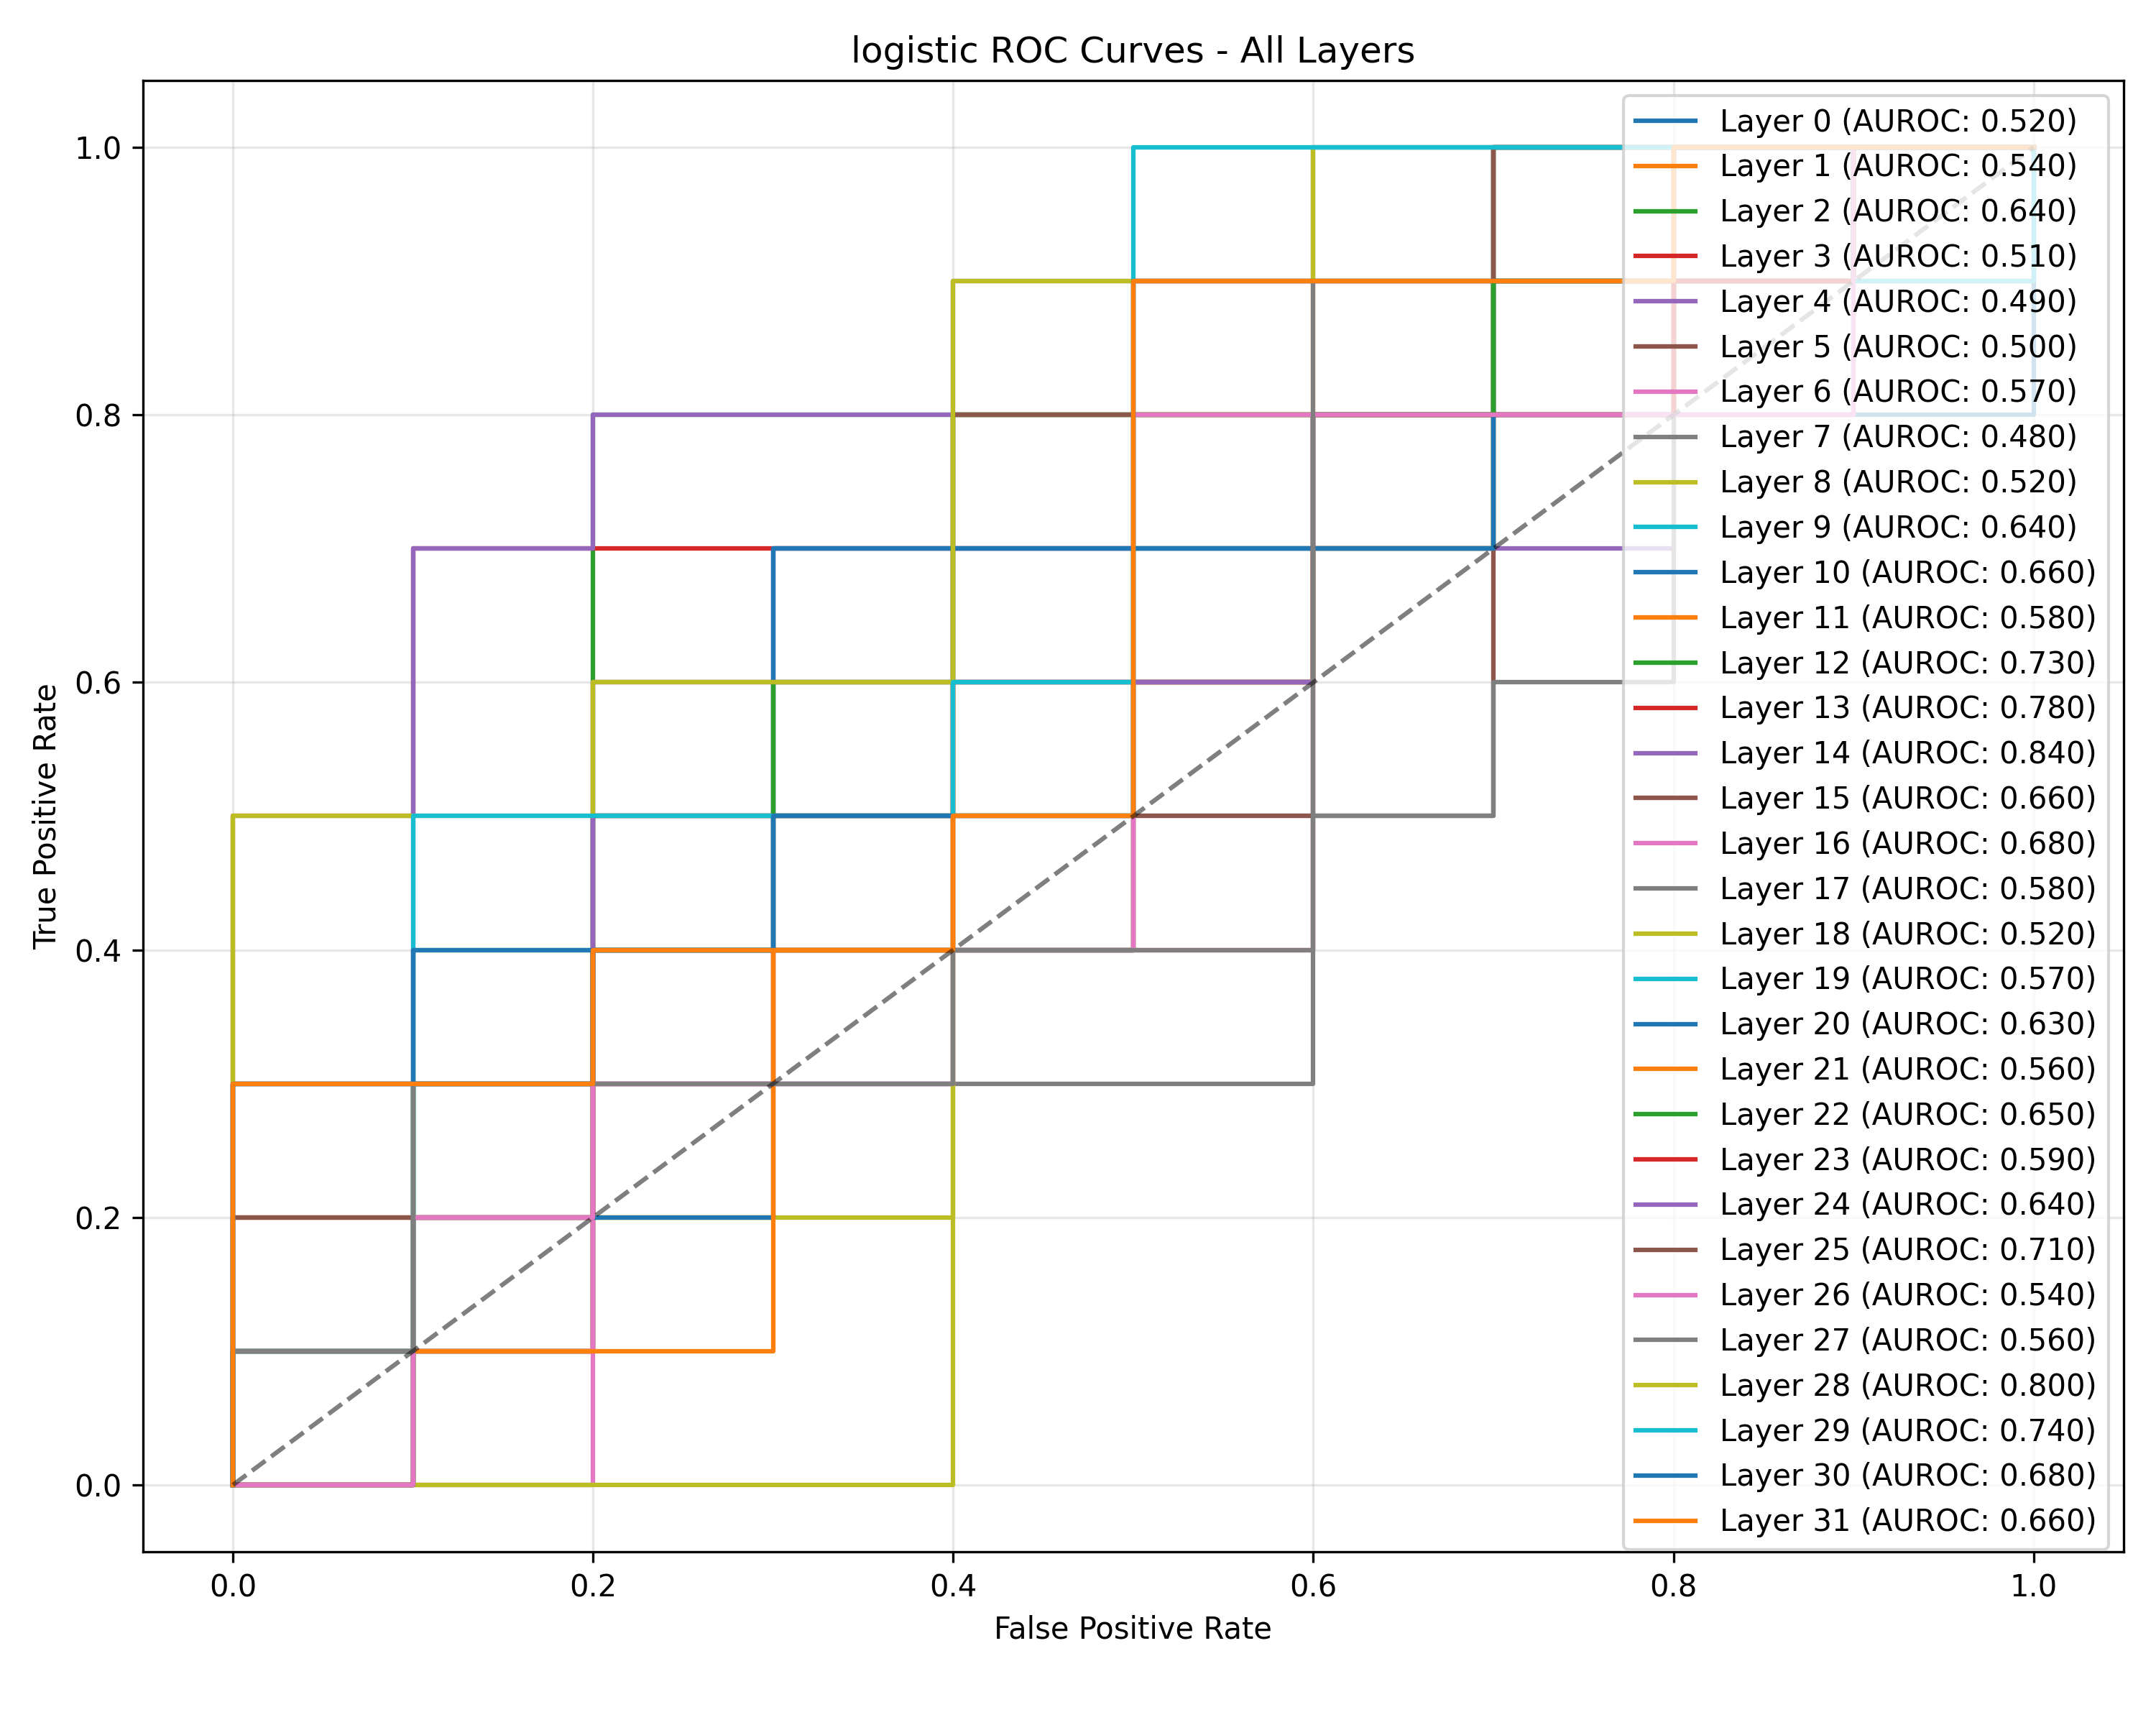 logistic ROC Curves - All Layers
1.0
0.8
0.6
0.4
0.2
0.0
True Positive Rate
0.0 0.2 0.4 0.6 0.8 1.0
False Positive Rate
Layer 0 (AUROC: 0.520)
Layer 1 (AUROC: 0.540)
Layer 2 (AUROC: 0.640)
Layer 3 (AUROC: 0.510)
Layer 4 (AUROC: 0.490)
Layer 5 (AUROC: 0.500)
Layer 6 (AUROC: 0.570)
Layer 7 (AUROC: 0.480)
Layer 8 (AUROC: 0.520)
Layer 9 (AUROC: 0.640)
Layer 10 (AUROC: 0.660)
Layer 11 (AUROC: 0.580)
Layer 12 (AUROC: 0.730)
Layer 13 (AUROC: 0.780)
Layer 14 (AUROC: 0.840)
Layer 15 (AUROC: 0.660)
Layer 16 (AUROC: 0.680)
Layer 17 (AUROC: 0.580)
Layer 18 (AUROC: 0.520)
Layer 19 (AUROC: 0.570)
Layer 20 (AUROC: 0.630)
Layer 21 (AUROC: 0.560)
Layer 22 (AUROC: 0.650)
Layer 23 (AUROC: 0.590)
Layer 24 (AUROC: 0.640)
Layer 25 (AUROC: 0.710)
Layer 26 (AUROC: 0.540)
Layer 27 (AUROC: 0.560)
Layer 28 (AUROC: 0.800)
Layer 29 (AUROC: 0.740)
Layer 30 (AUROC: 0.680)
Layer 31 (AUROC: 0.660)